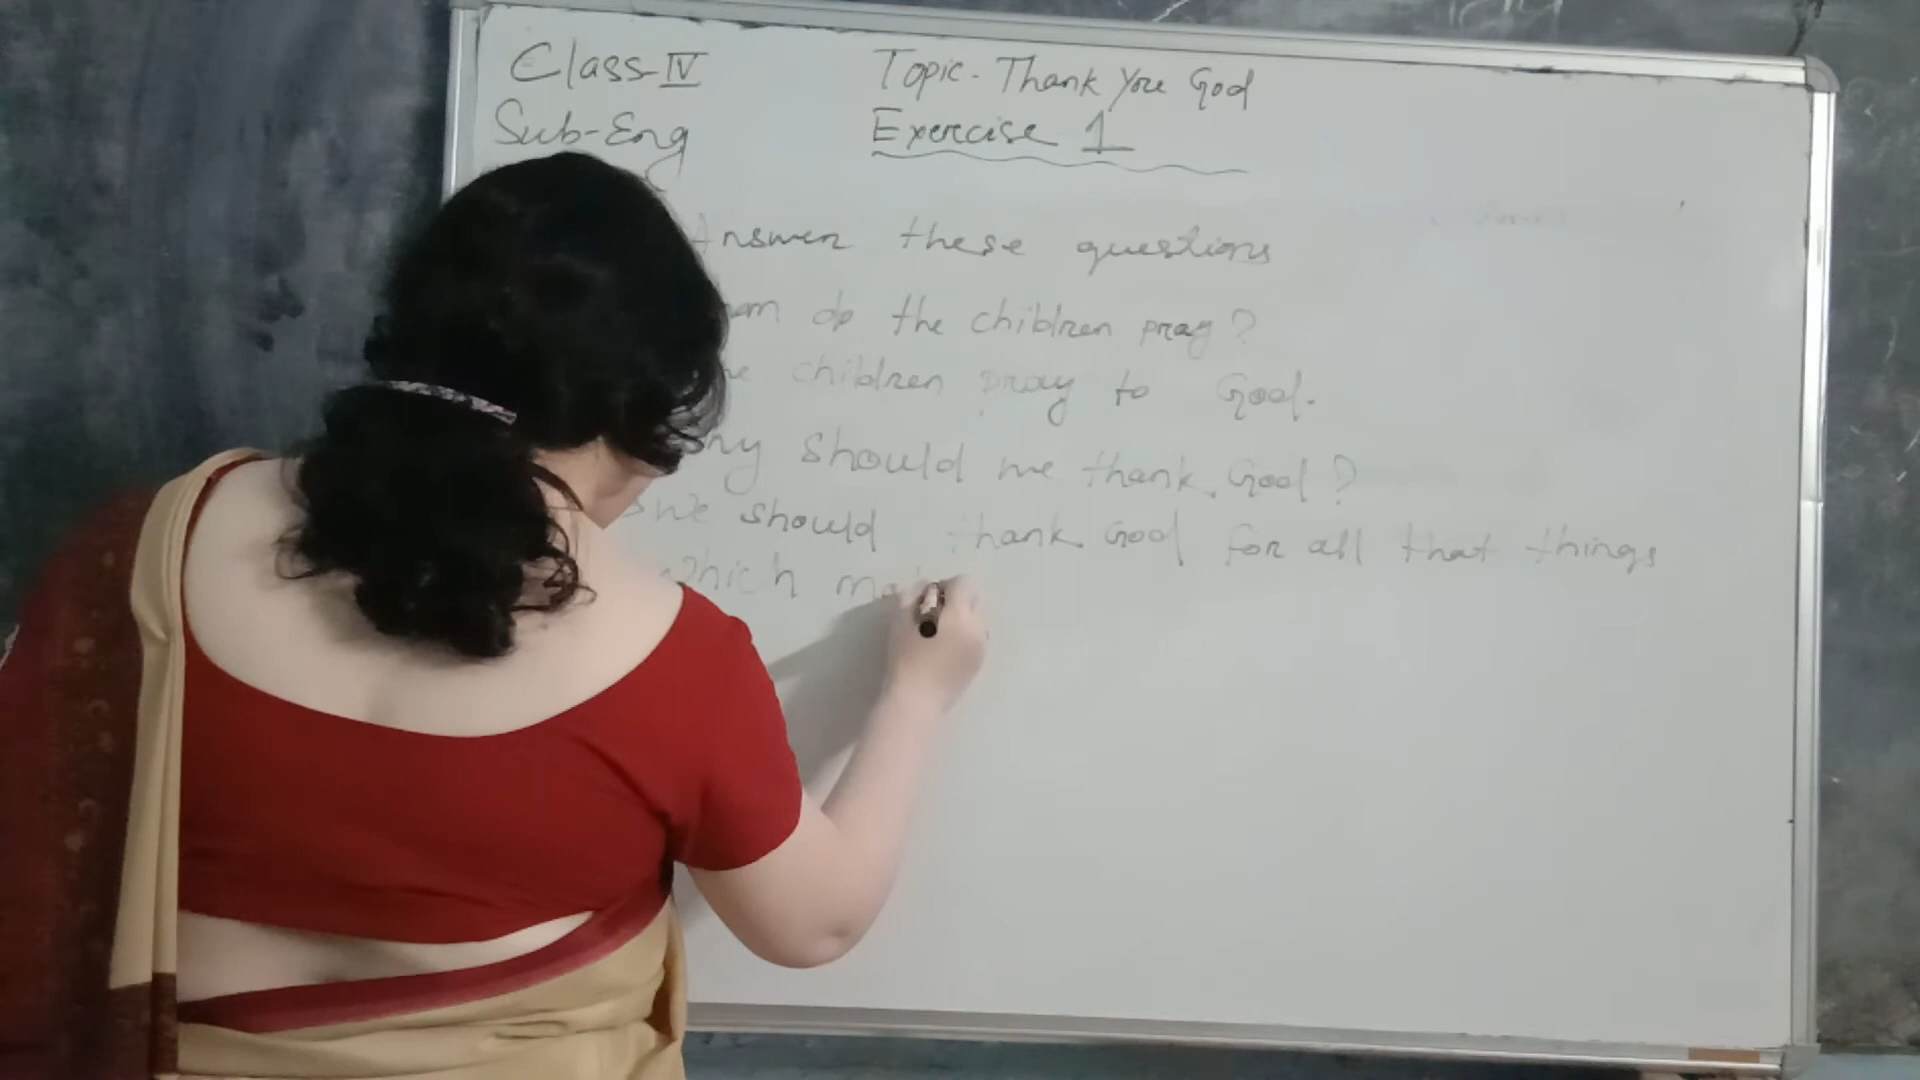 Class-IV Topic. Thank you God
Sub-Eng Exercise 1
Answer these questions
do the children pray?
children pray to God.
should we thank God?
we should thank God for all that things
which